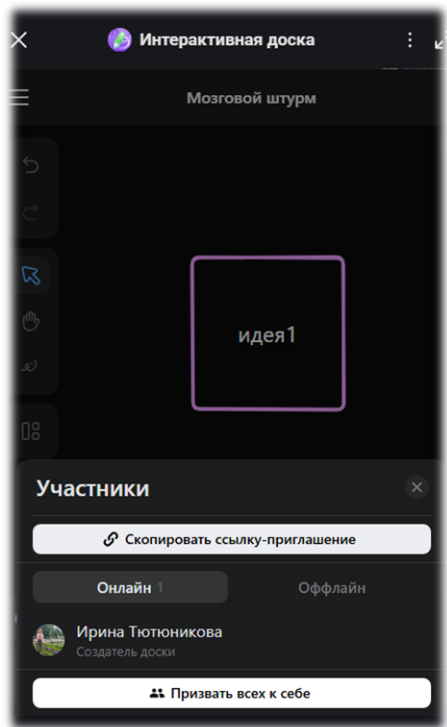 Интерактивная доска
Мозговой штурм
идея1
Участники
Скопировать ссылку-приглашение
Онлайн 1
Оффлайн
Ирина Тютюникова
Создатель доски
Призвать всех к себе